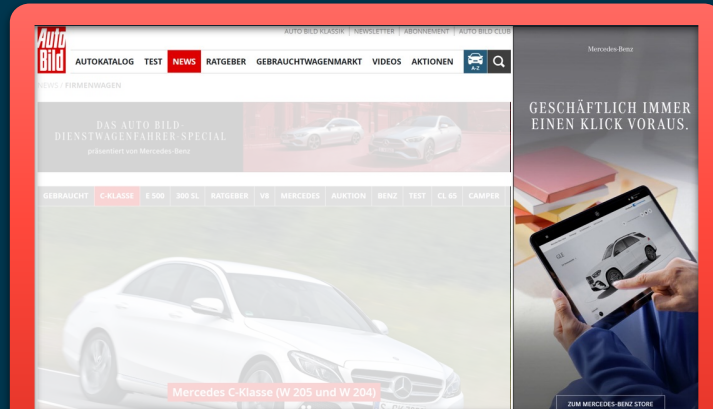 Auto
Bild
AUTO BILD KLASSIK | NEWSLETTER | ABONNEMENT | AUTO BILD CLUB
AUTOKATALOG TEST NEWS RATGEBER GEBRAUCHTWAGENMARKT VIDEOS AKTIONEN A-Z
NEWS / FIRMENWAGEN
DAS AUTO BILD-
DIENSTWAGENFAHRER-SPECIAL
präsentiert von Mercedes-Benz
GEBRAUCHT C-KLASSE E 500 300 SL RATGEBER V8 MERCEDES AUKTION BENZ TEST CL 65 CAMPER
Mercedes C-Klasse (W 205 und W 204)
Mercedes-Benz
GESCHÄFTLICH IMMER
EINEN KLICK VORAUS.
ZUM MERCEDES-BENZ STORE